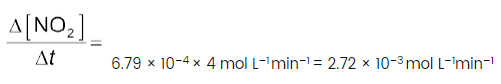 Δ[NO₂]
Δt
= 6.79 × 10⁻⁴ × 4 mol L⁻¹min⁻¹ = 2.72 × 10⁻³ mol L⁻¹min⁻¹